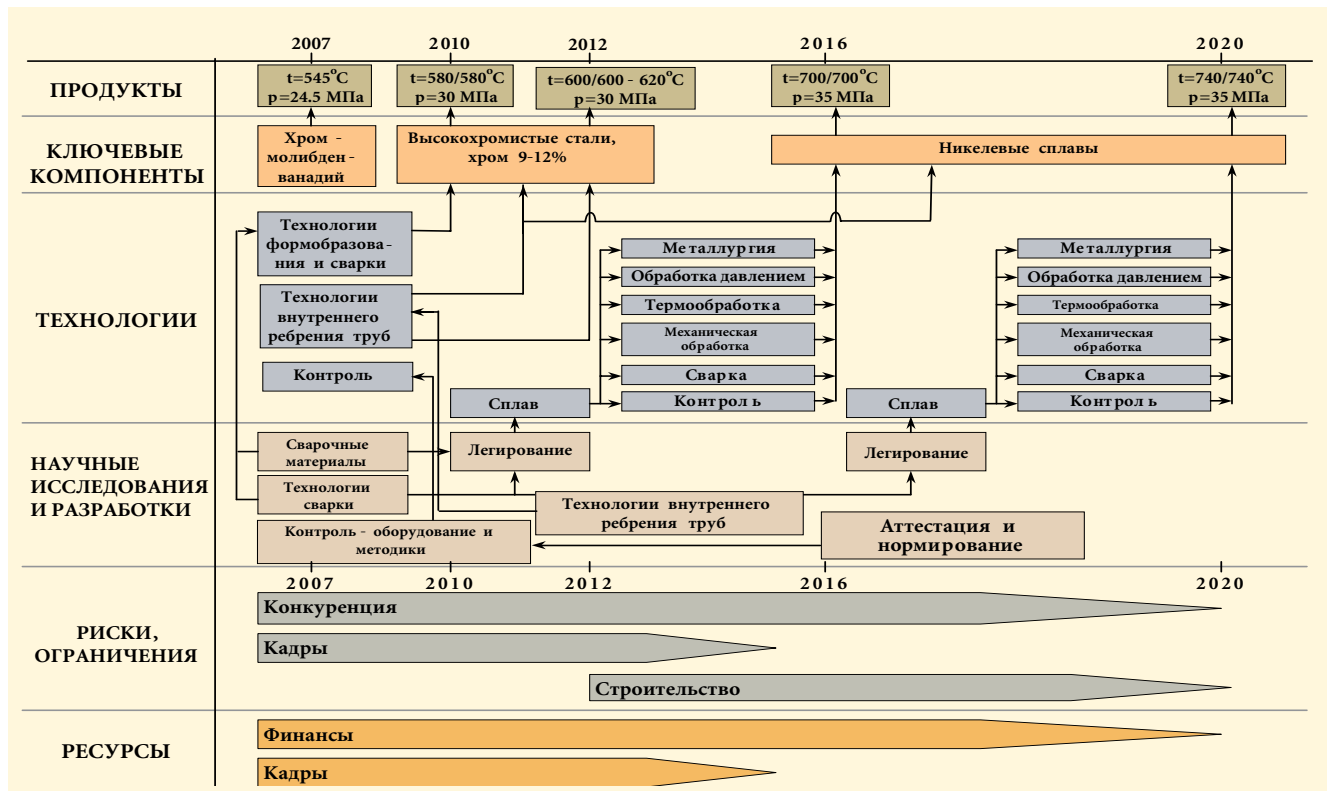 2007 2010 2012 2016 2020
ПРОДУКТЫ
t=545°C
p=24.5 МПа
t=580/580°C
p=30 МПа
t=600/600 - 620°C
p=30 МПа
t=700/700°C
p=35 МПа
t=740/740°C
p=35 МПа
КЛЮЧЕВЫЕ
КОМПОНЕНТЫ
Хром -
молибден -
ванадий
Высокохромистые стали,
хром 9-12%
Никелевые сплавы
ТЕХНОЛОГИИ
Технологии
формобразова -
ния и сварки
Технологии
внутреннего
ребрения труб
Контроль
Сплав
Металлургия
Обработка давлением
Термообработка
Механическая
обработка
Сварка
Контроль
Сплав
Металлургия
Обработка давлением
Термообработка
Механическая
обработка
Сварка
Контроль
НАУЧНЫЕ
ИССЛЕДОВАНИЯ
И РАЗРАБОТКИ
Сварочные
материалы
Технологии
сварки
Контроль - оборудование и
методики
Легирование
Технологии внутреннего
ребрения труб
Легирование
Аттестация и
нормирование
2007 2010 2012 2016 2020
РИСКИ,
ОГРАНИЧЕНИЯ
Конкуренция
Кадры
Строительство
РЕСУРСЫ
Финансы
Кадры